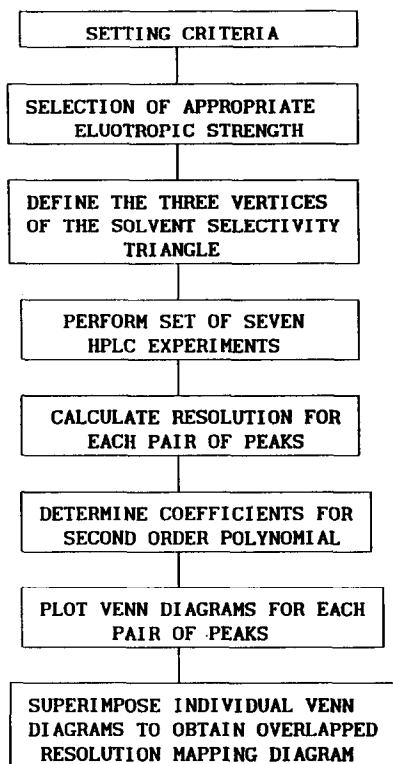 SETTING CRITERIA
SELECTION OF APPROPRIATE
ELUOTROPIC STRENGTH
DEFINE THE THREE VERTICES
OF THE SOLVENT SELECTIVITY
TRIANGLE
PERFORM SET OF SEVEN
HPLC EXPERIMENTS
CALCULATE RESOLUTION FOR
EACH PAIR OF PEAKS
DETERMINE COEFFICIENTS FOR
SECOND ORDER POLYNOMIAL
PLOT VENN DIAGRAMS FOR EACH
PAIR OF PEAKS
SUPERIMPOSE INDIVIDUAL VENN
DIAGRAMS TO OBTAIN OVERLAPPED
RESOLUTION MAPPING DIAGRAM